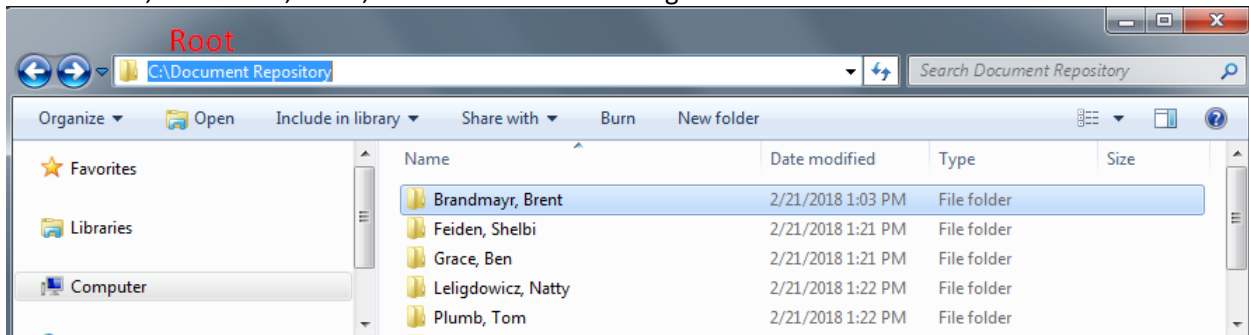 Root
C:\Document Repository
Search Document Repository
Organize Open Include in library Share with Burn New folder
Name Date modified Type Size
Favorites
Brandmayr, Brent 2/21/2018 1:03 PM File folder
Feiden, Shelbi 2/21/2018 1:21 PM File folder
Libraries
Grace, Ben 2/21/2018 1:21 PM File folder
Computer
Leligdowicz, Natty 2/21/2018 1:22 PM File folder
Plumb, Tom 2/21/2018 1:22 PM File folder